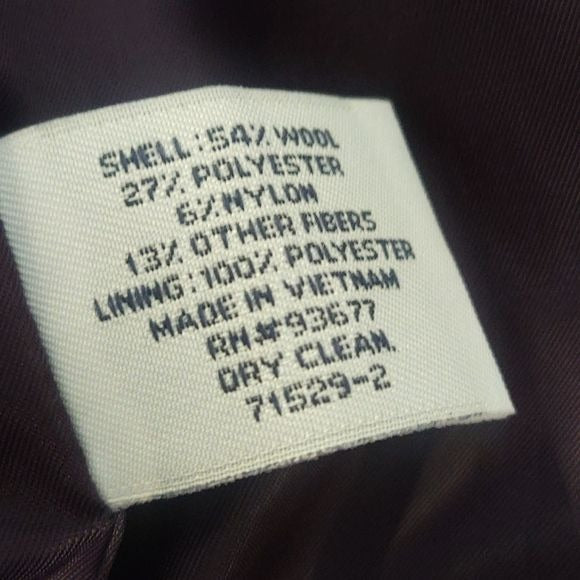 SHELL:54% WOOL
27% POLYESTER
6% NYLON
13% OTHER FIBERS
LINING:100% POLYESTER
MADE IN VIETNAM
RN#93677
DRY CLEAN.
71529-2